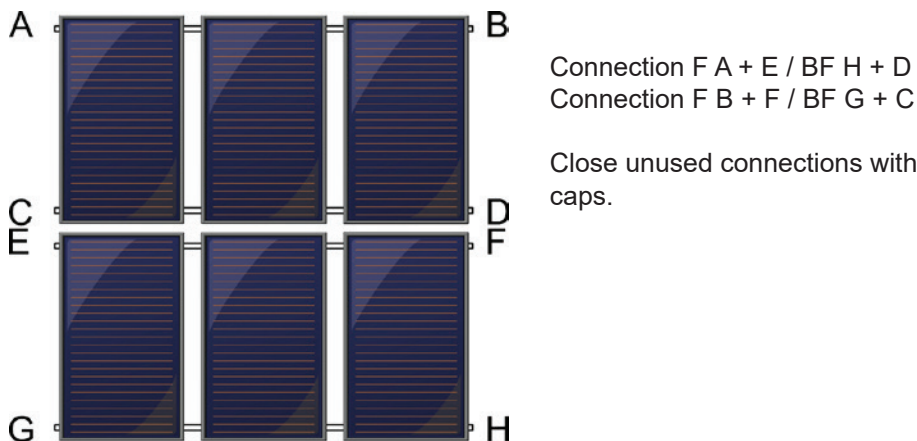 A
B
Connection F A + E / BF H + D
Connection F B + F / BF G + C
Close unused connections with
caps.
C
D
E
F
G
H